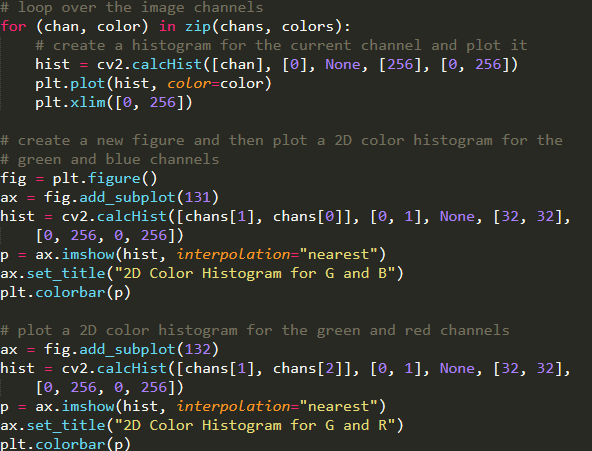 # loop over the image channels
for (chan, color) in zip(chans, colors):
    # create a histogram for the current channel and plot it
    hist = cv2.calcHist([chan], [0], None, [256], [0, 256])
    plt.plot(hist, color=color)
    plt.xlim([0, 256])

# create a new figure and then plot a 2D color histogram for the
# green and blue channels
fig = plt.figure()
ax = fig.add_subplot(131)
hist = cv2.calcHist([chans[1], chans[0]], [0, 1], None, [32, 32],
    [0, 256, 0, 256])
p = ax.imshow(hist, interpolation="nearest")
ax.set_title("2D Color Histogram for G and B")
plt.colorbar(p)

# plot a 2D color histogram for the green and red channels
ax = fig.add_subplot(132)
hist = cv2.calcHist([chans[1], chans[2]], [0, 1], None, [32, 32],
    [0, 256, 0, 256])
p = ax.imshow(hist, interpolation="nearest")
ax.set_title("2D Color Histogram for G and R")
plt.colorbar(p)